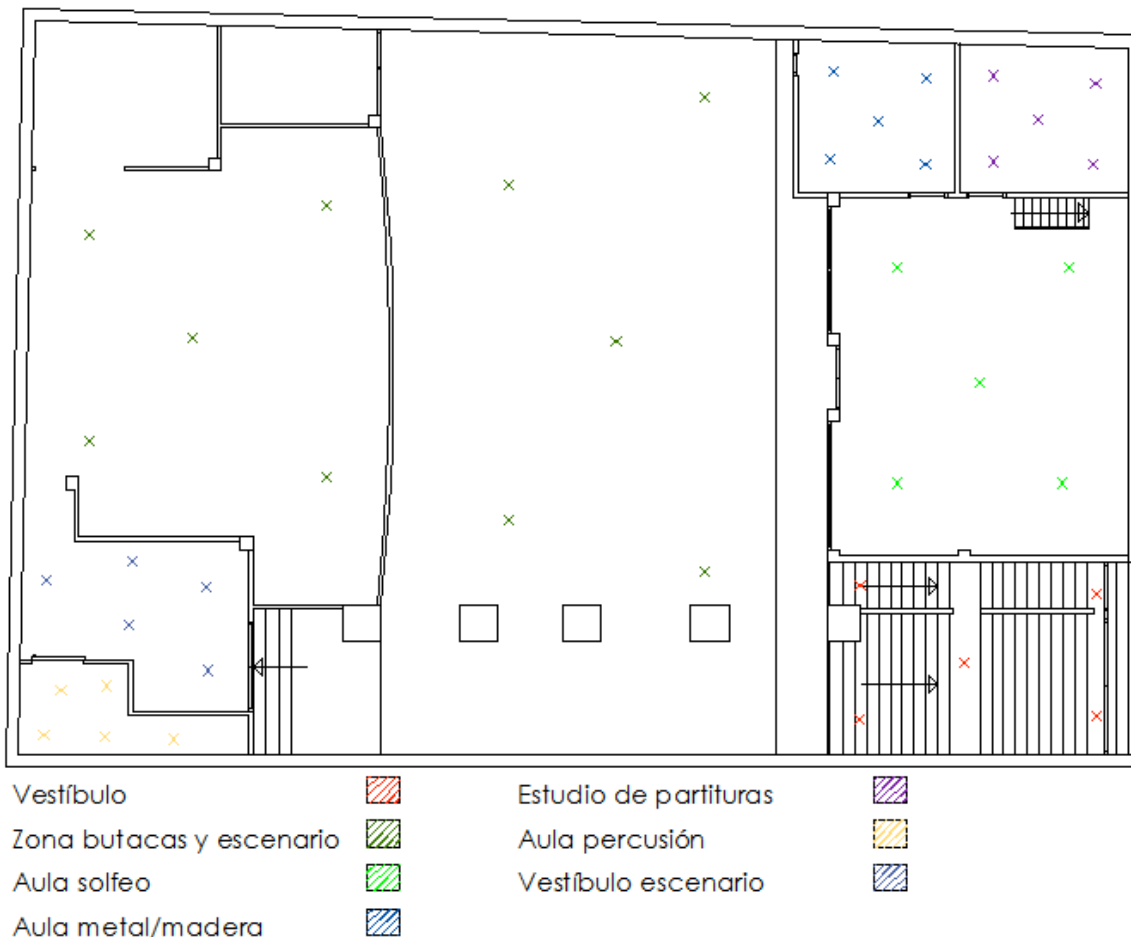 Vestíbulo
Zona butacas y escenario
Aula solfeo
Aula metal/madera
Estudio de partituras
Aula percusión
Vestíbulo escenario